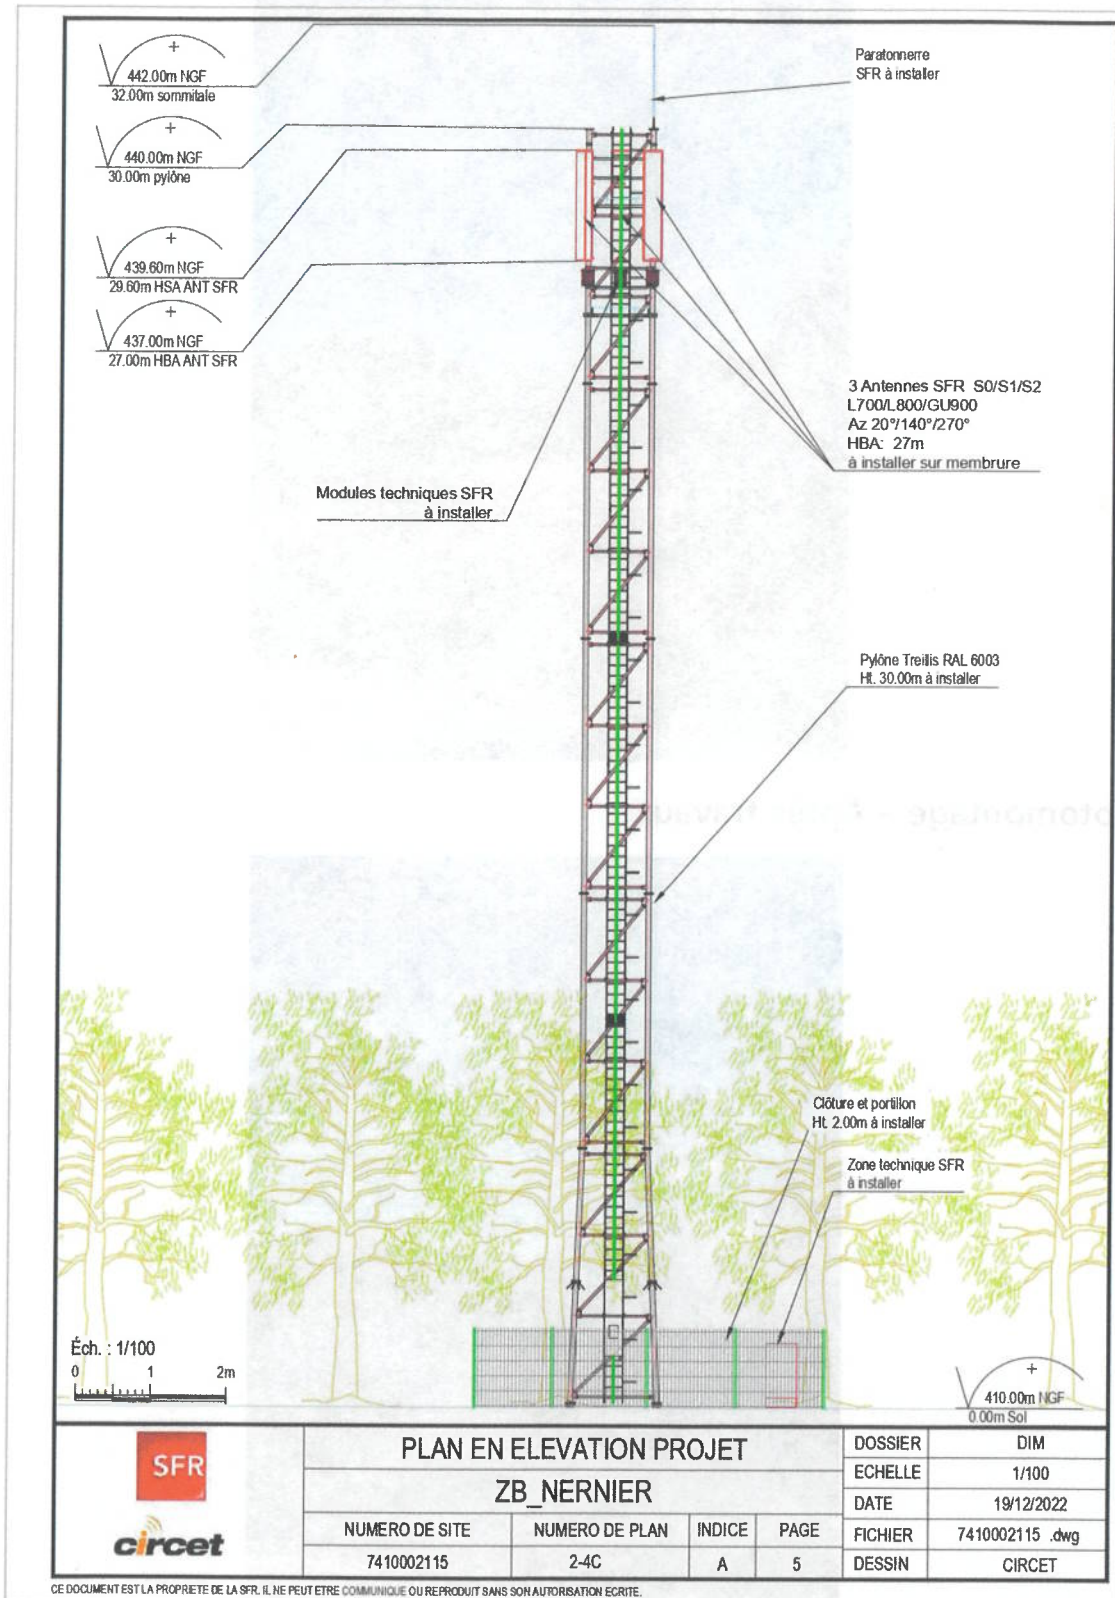 442.00m NGF
32.00m sommitale
440.00m NGF
30.00m pylône
439.60m NGF
29.60m HSA ANT SFR
437.00m NGF
27.00m HBA ANT SFR
Paratonnerre
SFR à installer
3 Antennes SFR S0/S1/S2
L700/L800/GU900
Az 20°/140°/270°
HBA: 27m
à installer sur membrure
Modules techniques SFR
à installer
Pylône Treillis RAL 6003
Ht. 30.00m à installer
Clôture et portillon
Ht. 2.00m à installer
Zone technique SFR
à installer
Éch. : 1/100
0 1 2m
410.00m NGF
0.00m Sol
SFR
circet
PLAN EN ELEVATION PROJET
ZB_NERNIER
NUMERO DE SITE NUMERO DE PLAN INDICE PAGE
7410002115 2-4C A 5
DOSSIER DIM
ECHELLE 1/100
DATE 19/12/2022
FICHIER 7410002115 .dwg
DESSIN CIRCET
CE DOCUMENT EST LA PROPRIETE DE LA SFR. IL NE PEUT ETRE COMMUNIQUE OU REPRODUIT SANS SON AUTORISATION ECRITE.